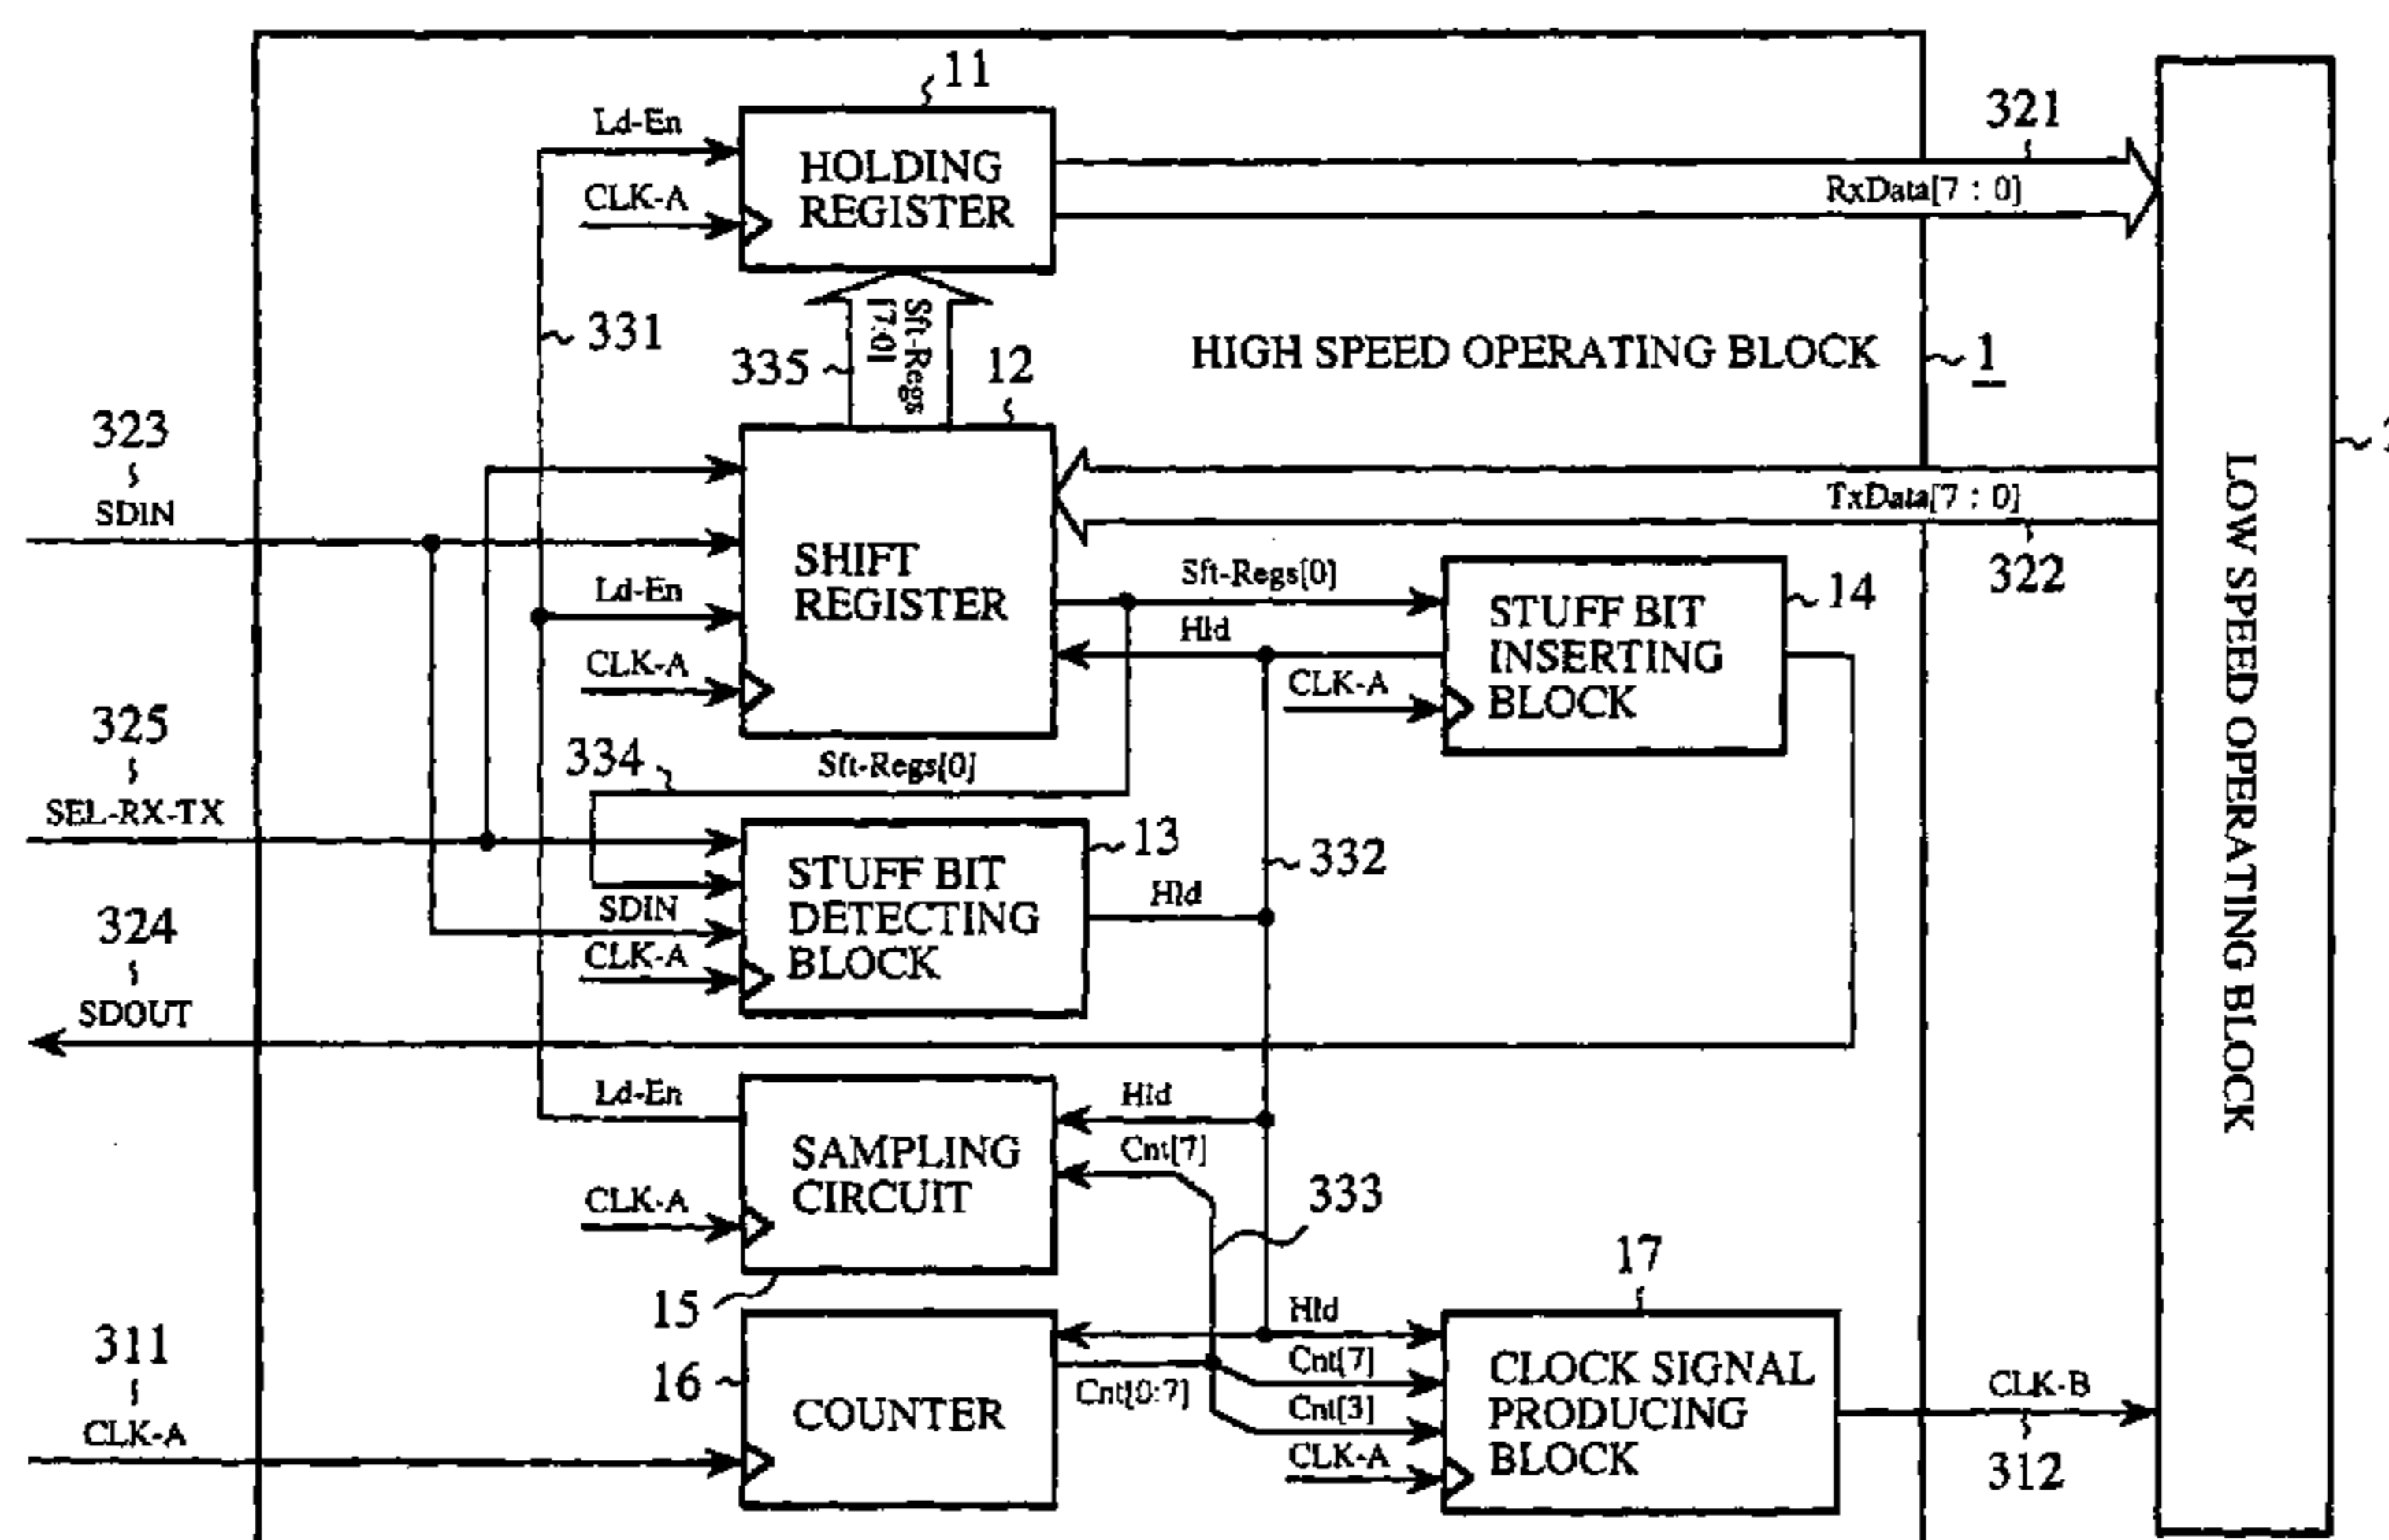 11
Ld-En
321
HOLDING
REGISTER
CLK-A
RxData[7 : 0]
331
Sft-Regs
[7:0]
335
12
HIGH SPEED OPERATING BLOCK
1
323
SDIN
TxData[7 : 0]
322
SHIFT
REGISTER
Ld-En
CLK-A
Sft-Regs[0]
Hld
CLK-A
STUFF BIT
INSERTING
BLOCK
14
LOW SPEED OPERATING BLOCK
325
SEL-RX-TX
334
Sft-Regs[0]
13
STUFF BIT
DETECTING
BLOCK
SDIN
CLK-A
Hld
332
324
SDOUT
Ld-En
Hld
Cnt[7]
SAMPLING
CIRCUIT
CLK-A
333
15
17
311
CLK-A
16
COUNTER
Hld
Cnt[7]
Cnt[0:7]
Cnt[3]
CLK-A
CLOCK SIGNAL
PRODUCING
BLOCK
CLK-B
312